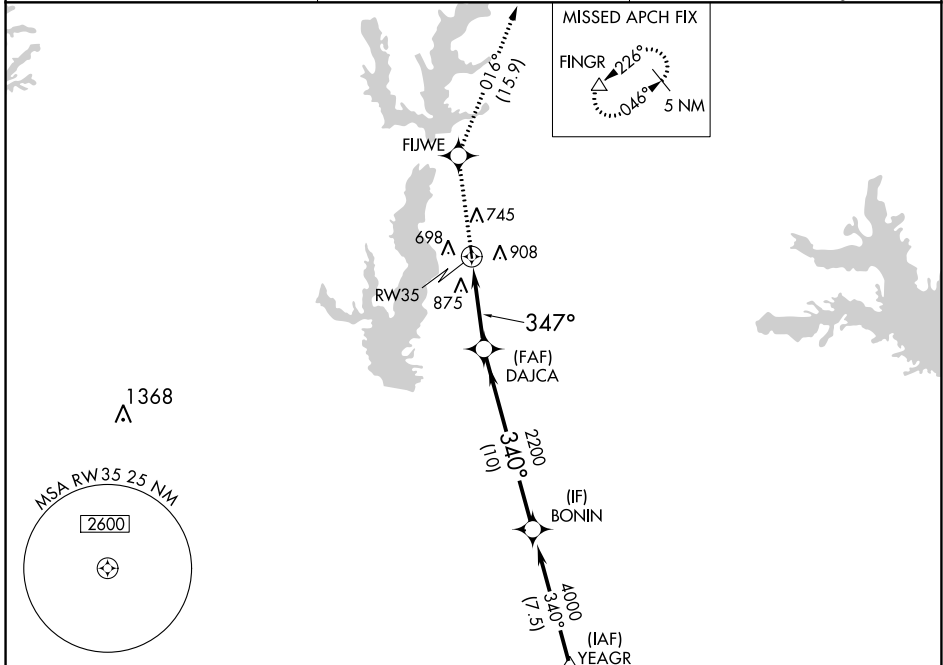 MISSED APCH FIX
FINGR
226°
046°
5 NM
016°
(15.9)
FIJWE
745
698
908
RW35
875
347°
(FAF)
DAJCA
1368
2200
340°
(10)
MSA RW35 25 NM
2600
(IF)
BONIN
4000
340°
(7.5)
(IAF)
YEAGR